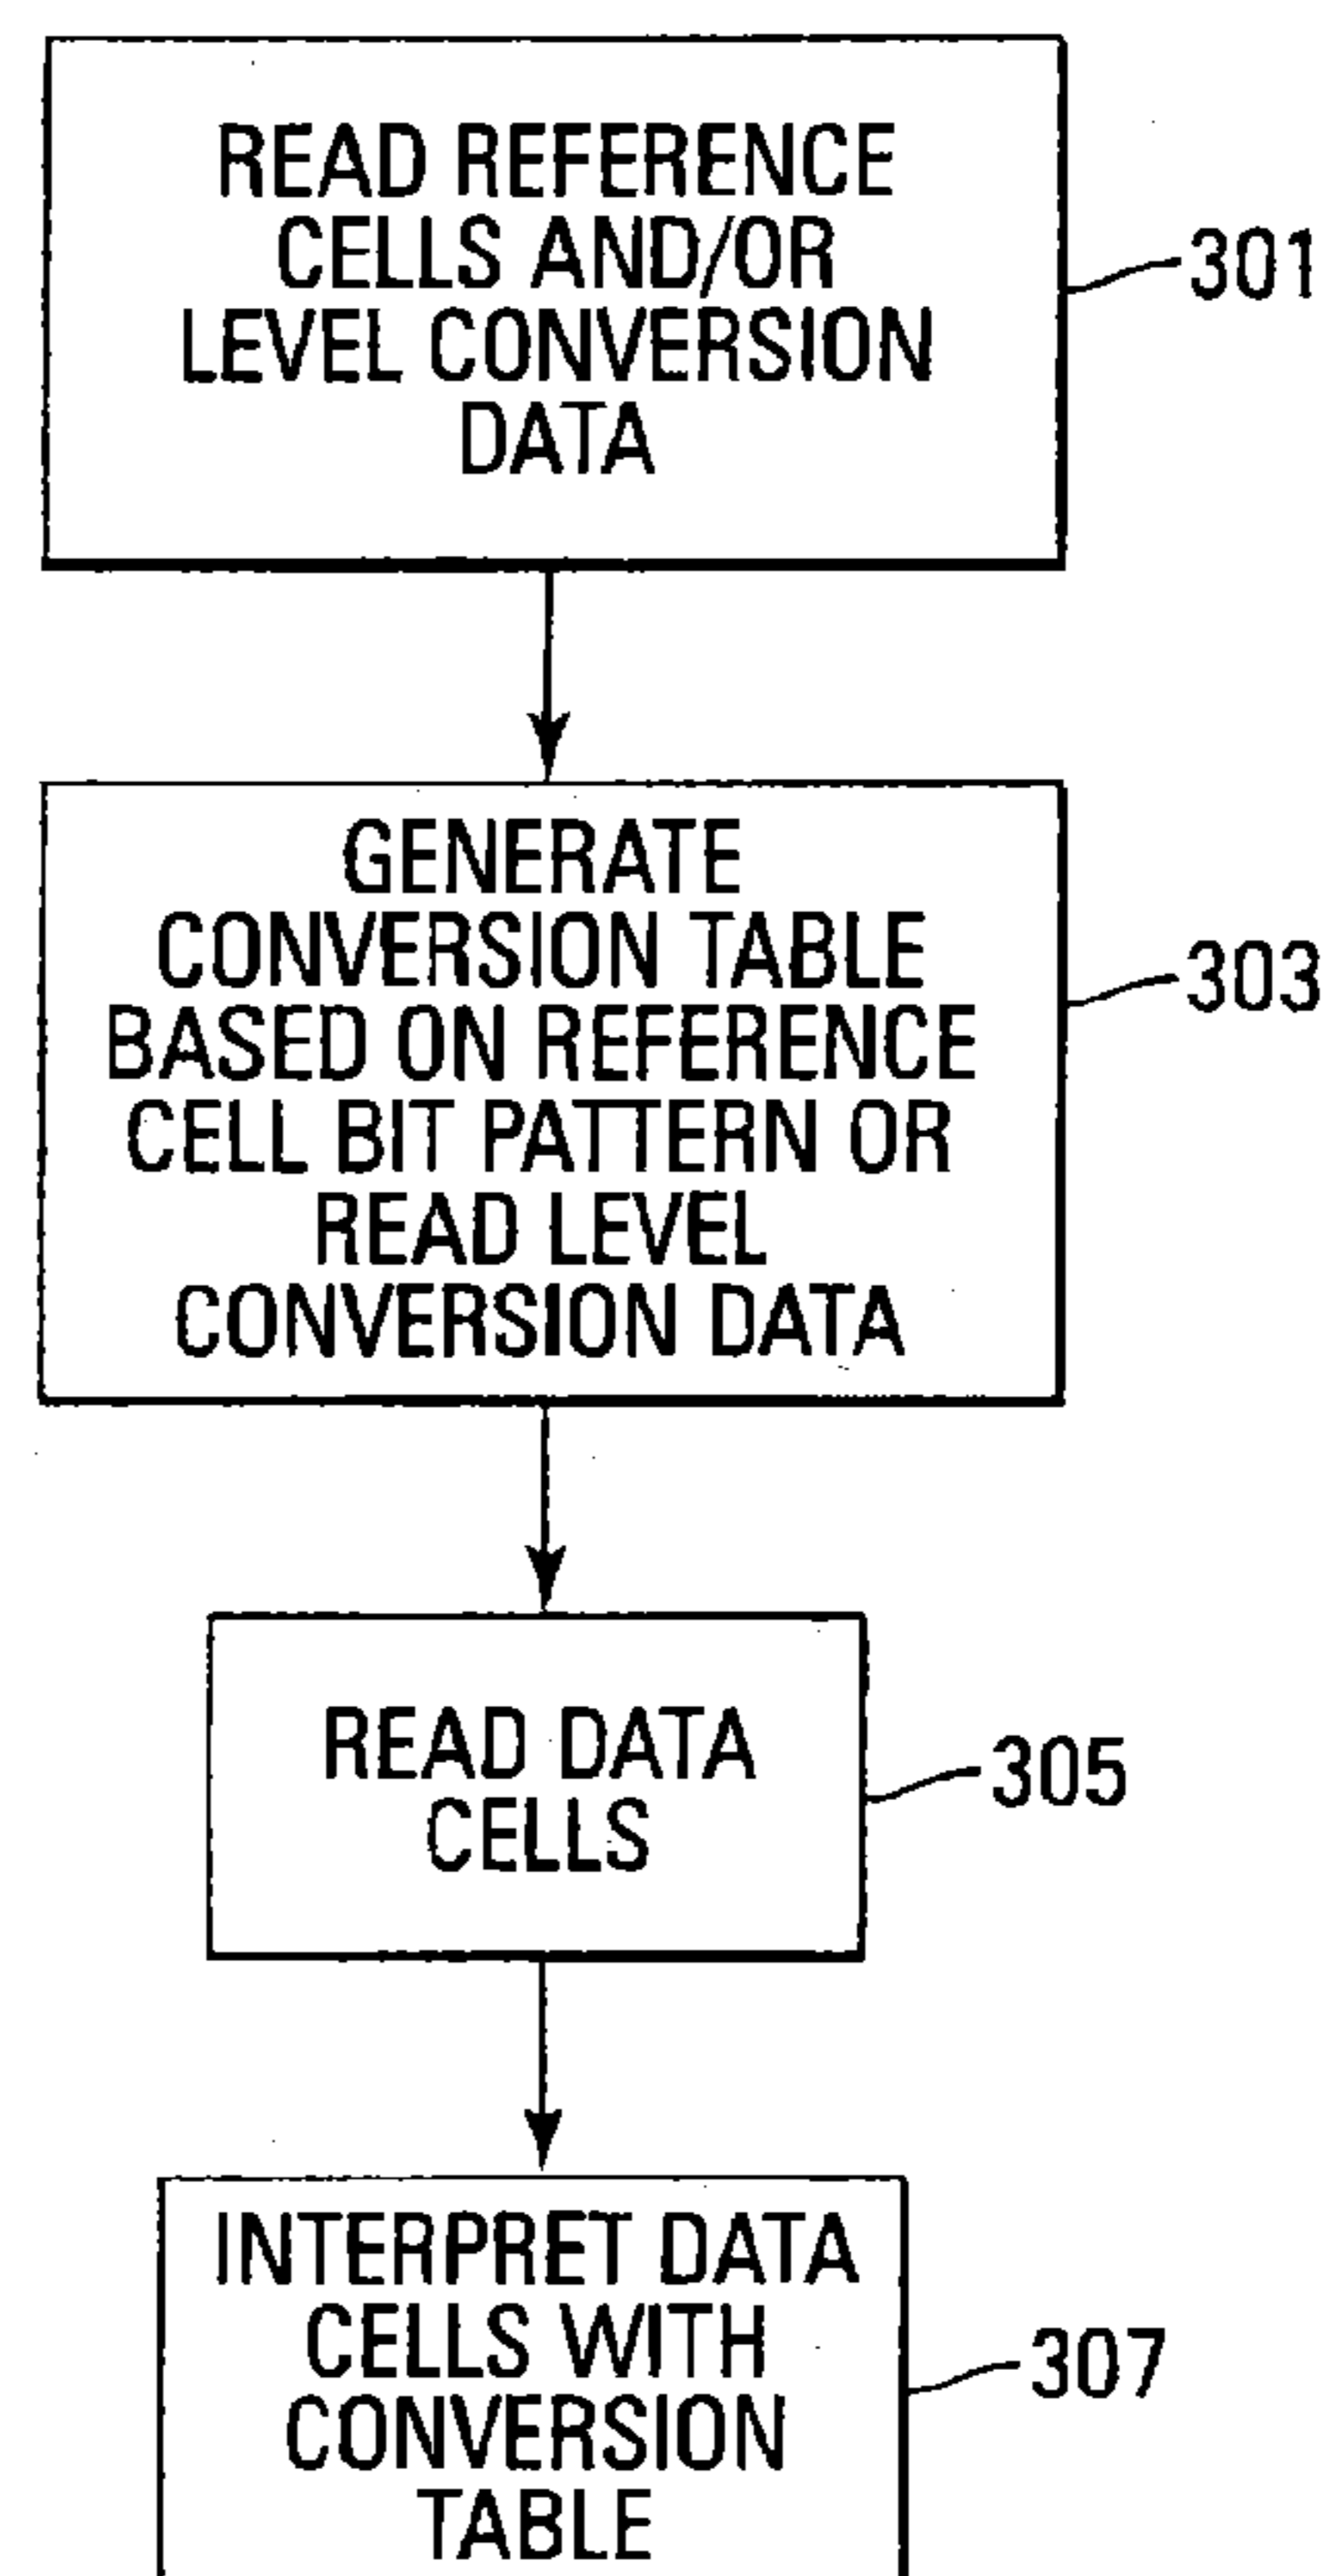 READ REFERENCE
CELLS AND/OR
LEVEL CONVERSION
DATA
301
GENERATE
CONVERSION TABLE
BASED ON REFERENCE
CELL BIT PATTERN OR
READ LEVEL
CONVERSION DATA
303
READ DATA
CELLS
305
INTERPRET DATA
CELLS WITH
CONVERSION
TABLE
307